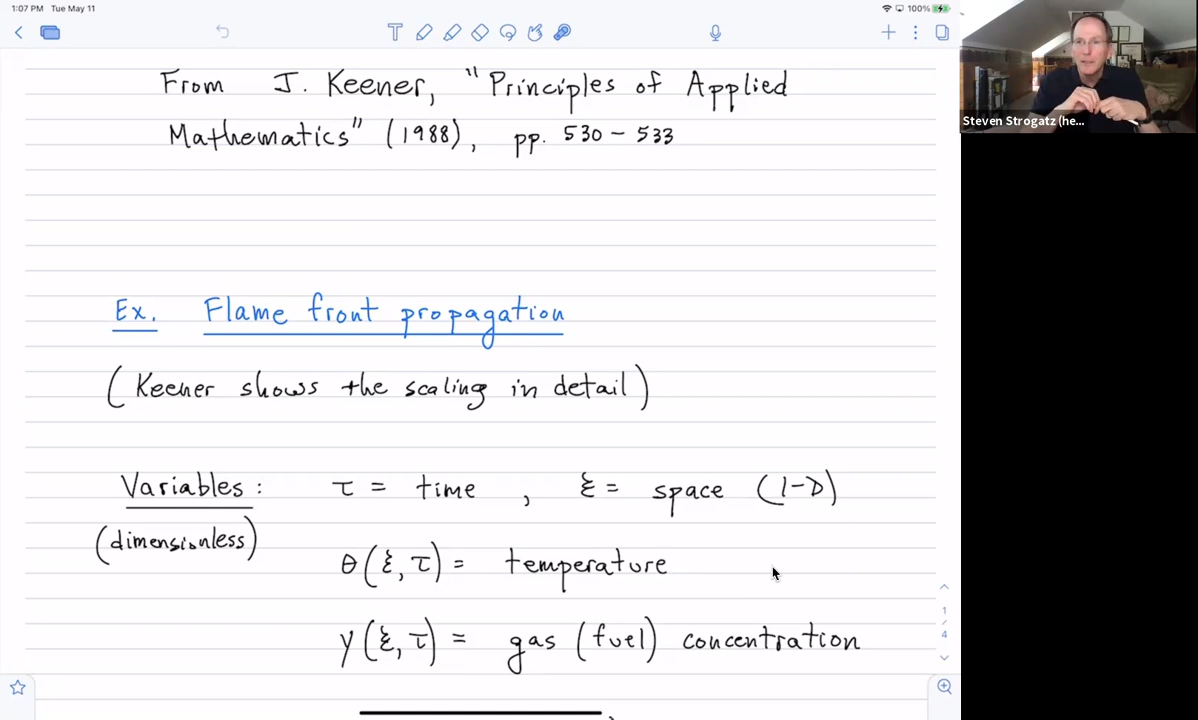 1:07 PM Tue May 11
100%
From J. Keener, "Principles of Applied
Mathematics" (1988), pp. 530 - 533
Ex. Flame front propagation
(Keener shows the scaling in detail)
Variables: τ = time, ξ = space (1-D)
(dimensionless)
θ(ξ,τ) = temperature
y(ξ,τ) = gas (fuel) concentration
1
/
4
Steven Strogatz (he...